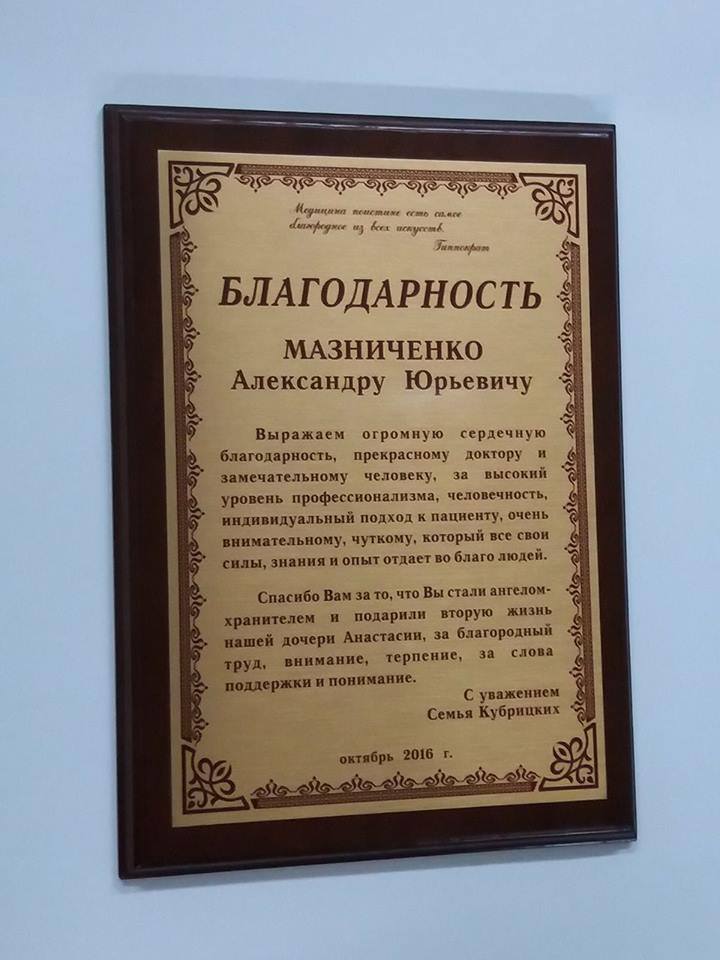 Медицина поистине есть самое
благородное из всех искусств.
Гиппократ
БЛАГОДАРНОСТЬ
МАЗНИЧЕНКО
Александру Юрьевичу
Выражаем огромную сердечную
благодарность, прекрасному доктору и
замечательному человеку, за высокий
уровень профессионализма, человечность,
индивидуальный подход к пациенту, очень
внимательному, чуткому, который все свои
силы, знания и опыт отдает во благо людей.
Спасибо Вам за то, что Вы стали ангелом-
хранителем и подарили вторую жизнь
нашей дочери Анастасии, за благородный
труд, внимание, терпение, за слова
поддержки и понимание.
С уважением
Семья Кубрицких
октябрь 2016 г.